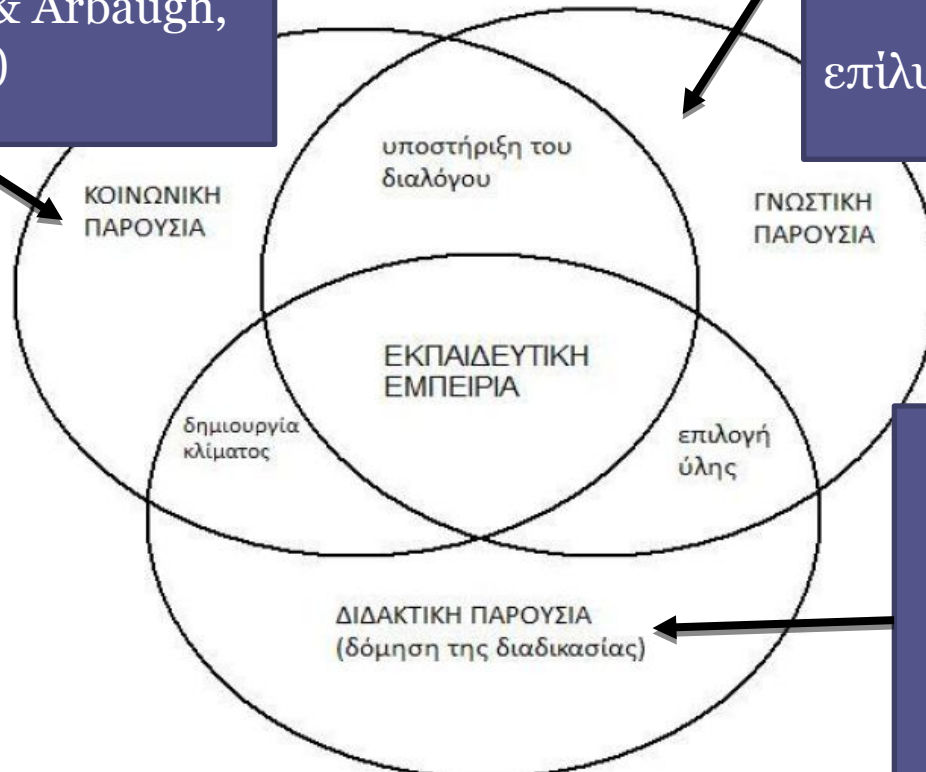 & Arbaugh,
)
υποστήριξη του
διαλόγου
ΚΟΙΝΩΝΙΚΗ
ΠΑΡΟΥΣΙΑ
ΓΝΩΣΤΙΚΗ
ΠΑΡΟΥΣΙΑ
ΕΚΠΑΙΔΕΥΤΙΚΗ
ΕΜΠΕΙΡΙΑ
δημιουργία
κλίματος
επιλογή
ύλης
ΔΙΔΑΚΤΙΚΗ ΠΑΡΟΥΣΙΑ
(δόμηση της διαδικασίας)